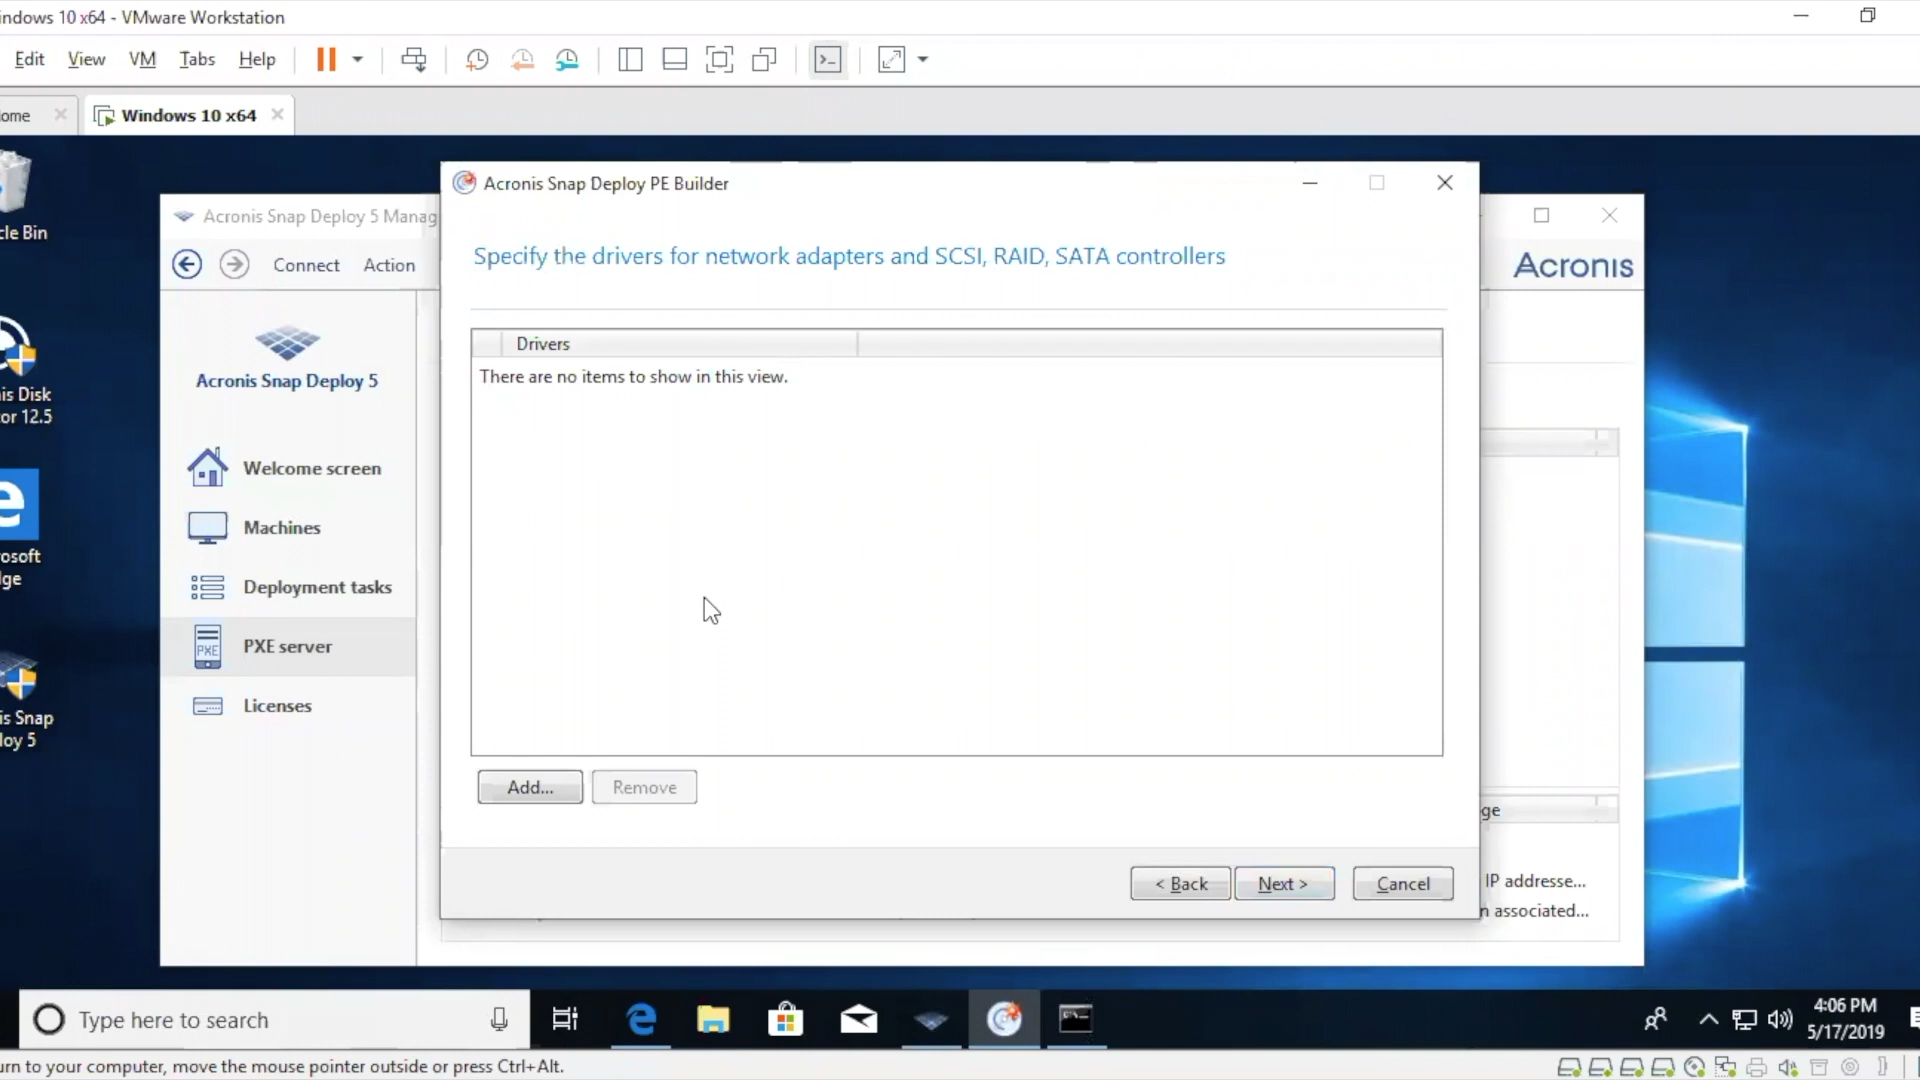 indows 10 x64 - VMware Workstation
Edit View VM Tabs Help
ome
Windows 10 x64
cle Bin
is Disk
or 12.5
rosoft
ge
is Snap
loy 5
Acronis Snap Deploy 5 Manag
Connect Action
Acronis
Acronis Snap Deploy 5
Welcome screen
Machines
Deployment tasks
PXE
PXE server
Licenses
Acronis Snap Deploy PE Builder
Specify the drivers for network adapters and SCSI, RAID, SATA controllers
Drivers
There are no items to show in this view.
Add...
Remove
< Back
Next >
Cancel
ge
IP addresse...
n associated...
Type here to search
4:06 PM
5/17/2019
urn to your computer, move the mouse pointer outside or press Ctrl+Alt.